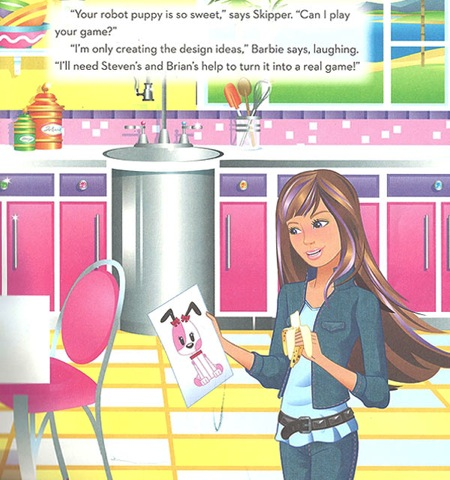 “Your robot puppy is so sweet,” says Skipper. “Can I play
your game?”
“I’m only creating the design ideas,” Barbie says, laughing.
“I’ll need Steven’s and Brian’s help to turn it into a real game!”